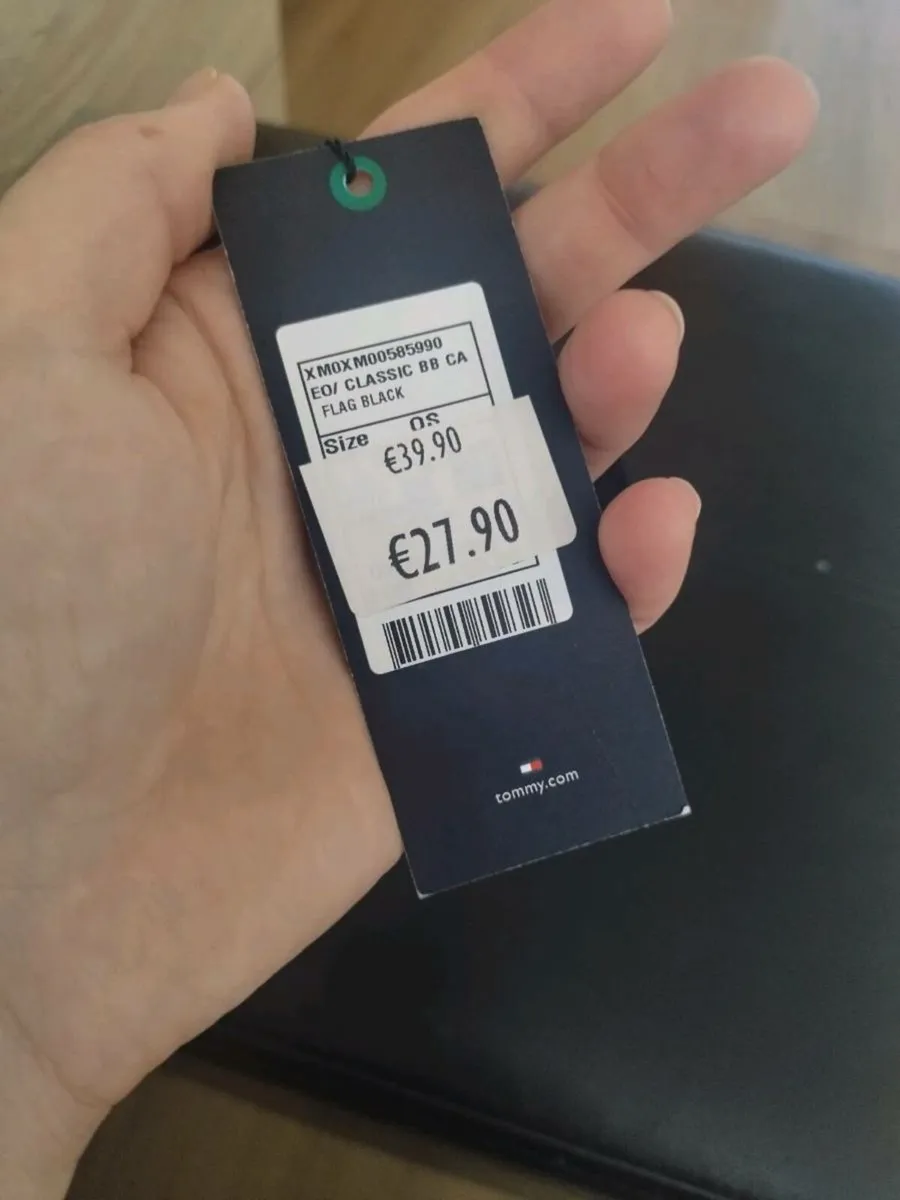 XM0XM00585990
EO/ CLASSIC BB CA
FLAG BLACK
Size OS
€39.90
€27.90
tommy.com